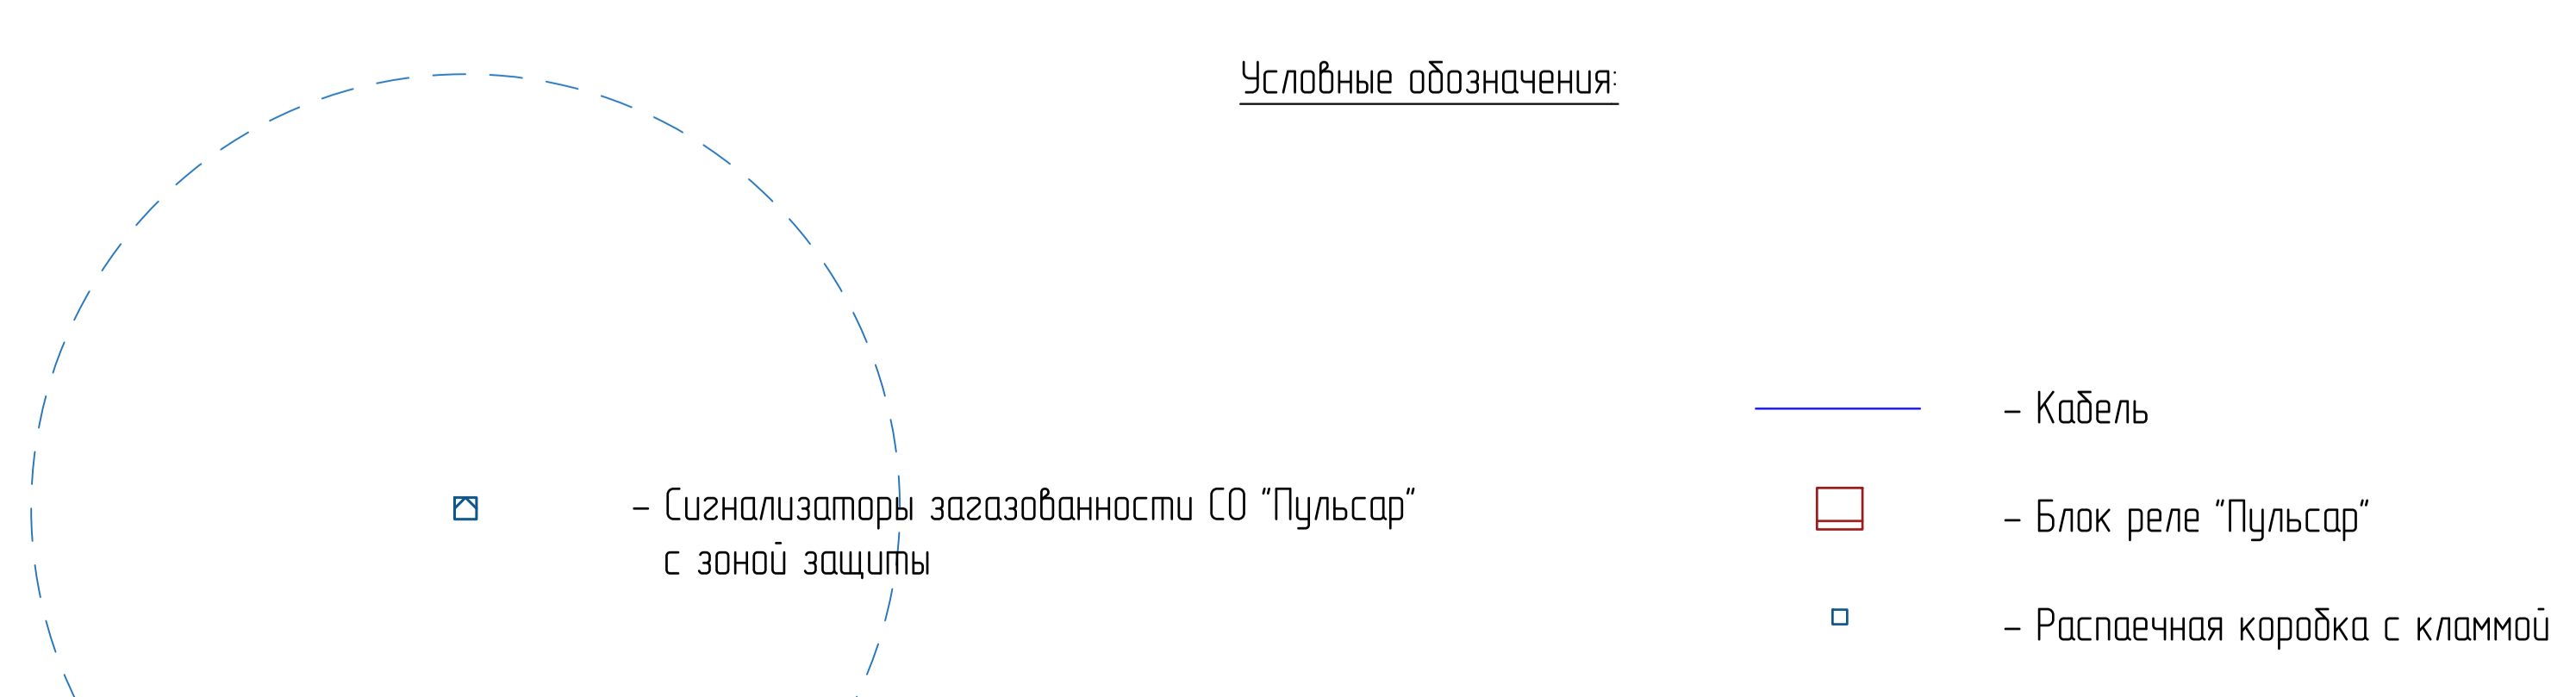 Условные обозначения:
– Сигнализаторы загазованности СО "Пульсар"
с зоной защиты
– Кабель
– Блок реле "Пульсар"
– Распаечная коробка с кламмой